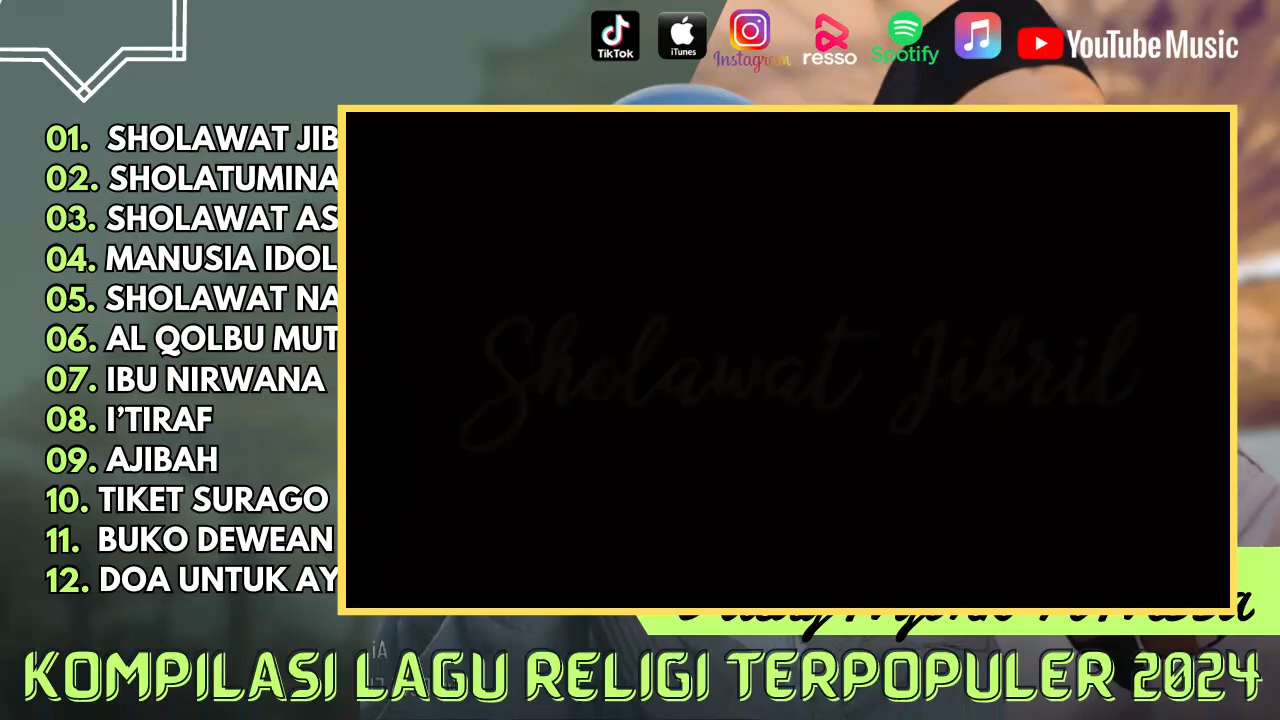 TikTok
iTunes
Instagram
resso
Spotify
YouTube Music
01. SHOLAWAT JIB
02. SHOLATUMINA
03. SHOLAWAT AS
04. MANUSIA IDOL
05. SHOLAWAT NA
06. AL QOLBU MUT
07. IBU NIRWANA
08. I'TIRAF
09. AJIBAH
10. TIKET SURAGO
11. BUKO DEWEAN
12. DOA UNTUK AY
Sholawat Jibril
KOMPILASI LAGU RELIGI TERPOPULER 2024